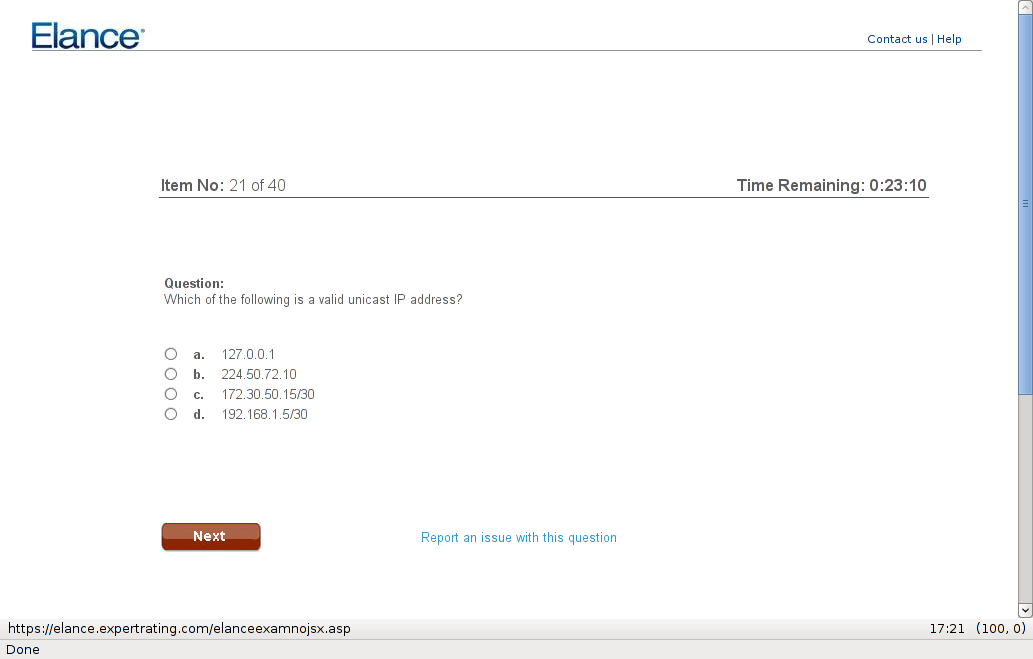 Elance
Contact us | Help
Item No: 21 of 40
Time Remaining: 0:23:10
Question:
Which of the following is a valid unicast IP address?
a. 127.0.0.1
b. 224.50.72.10
c. 172.30.50.15/30
d. 192.168.1.5/30
Next
Report an issue with this question
https://elance.expertrating.com/elanceexamnojsx.asp
17:21 (100, 0)
Done